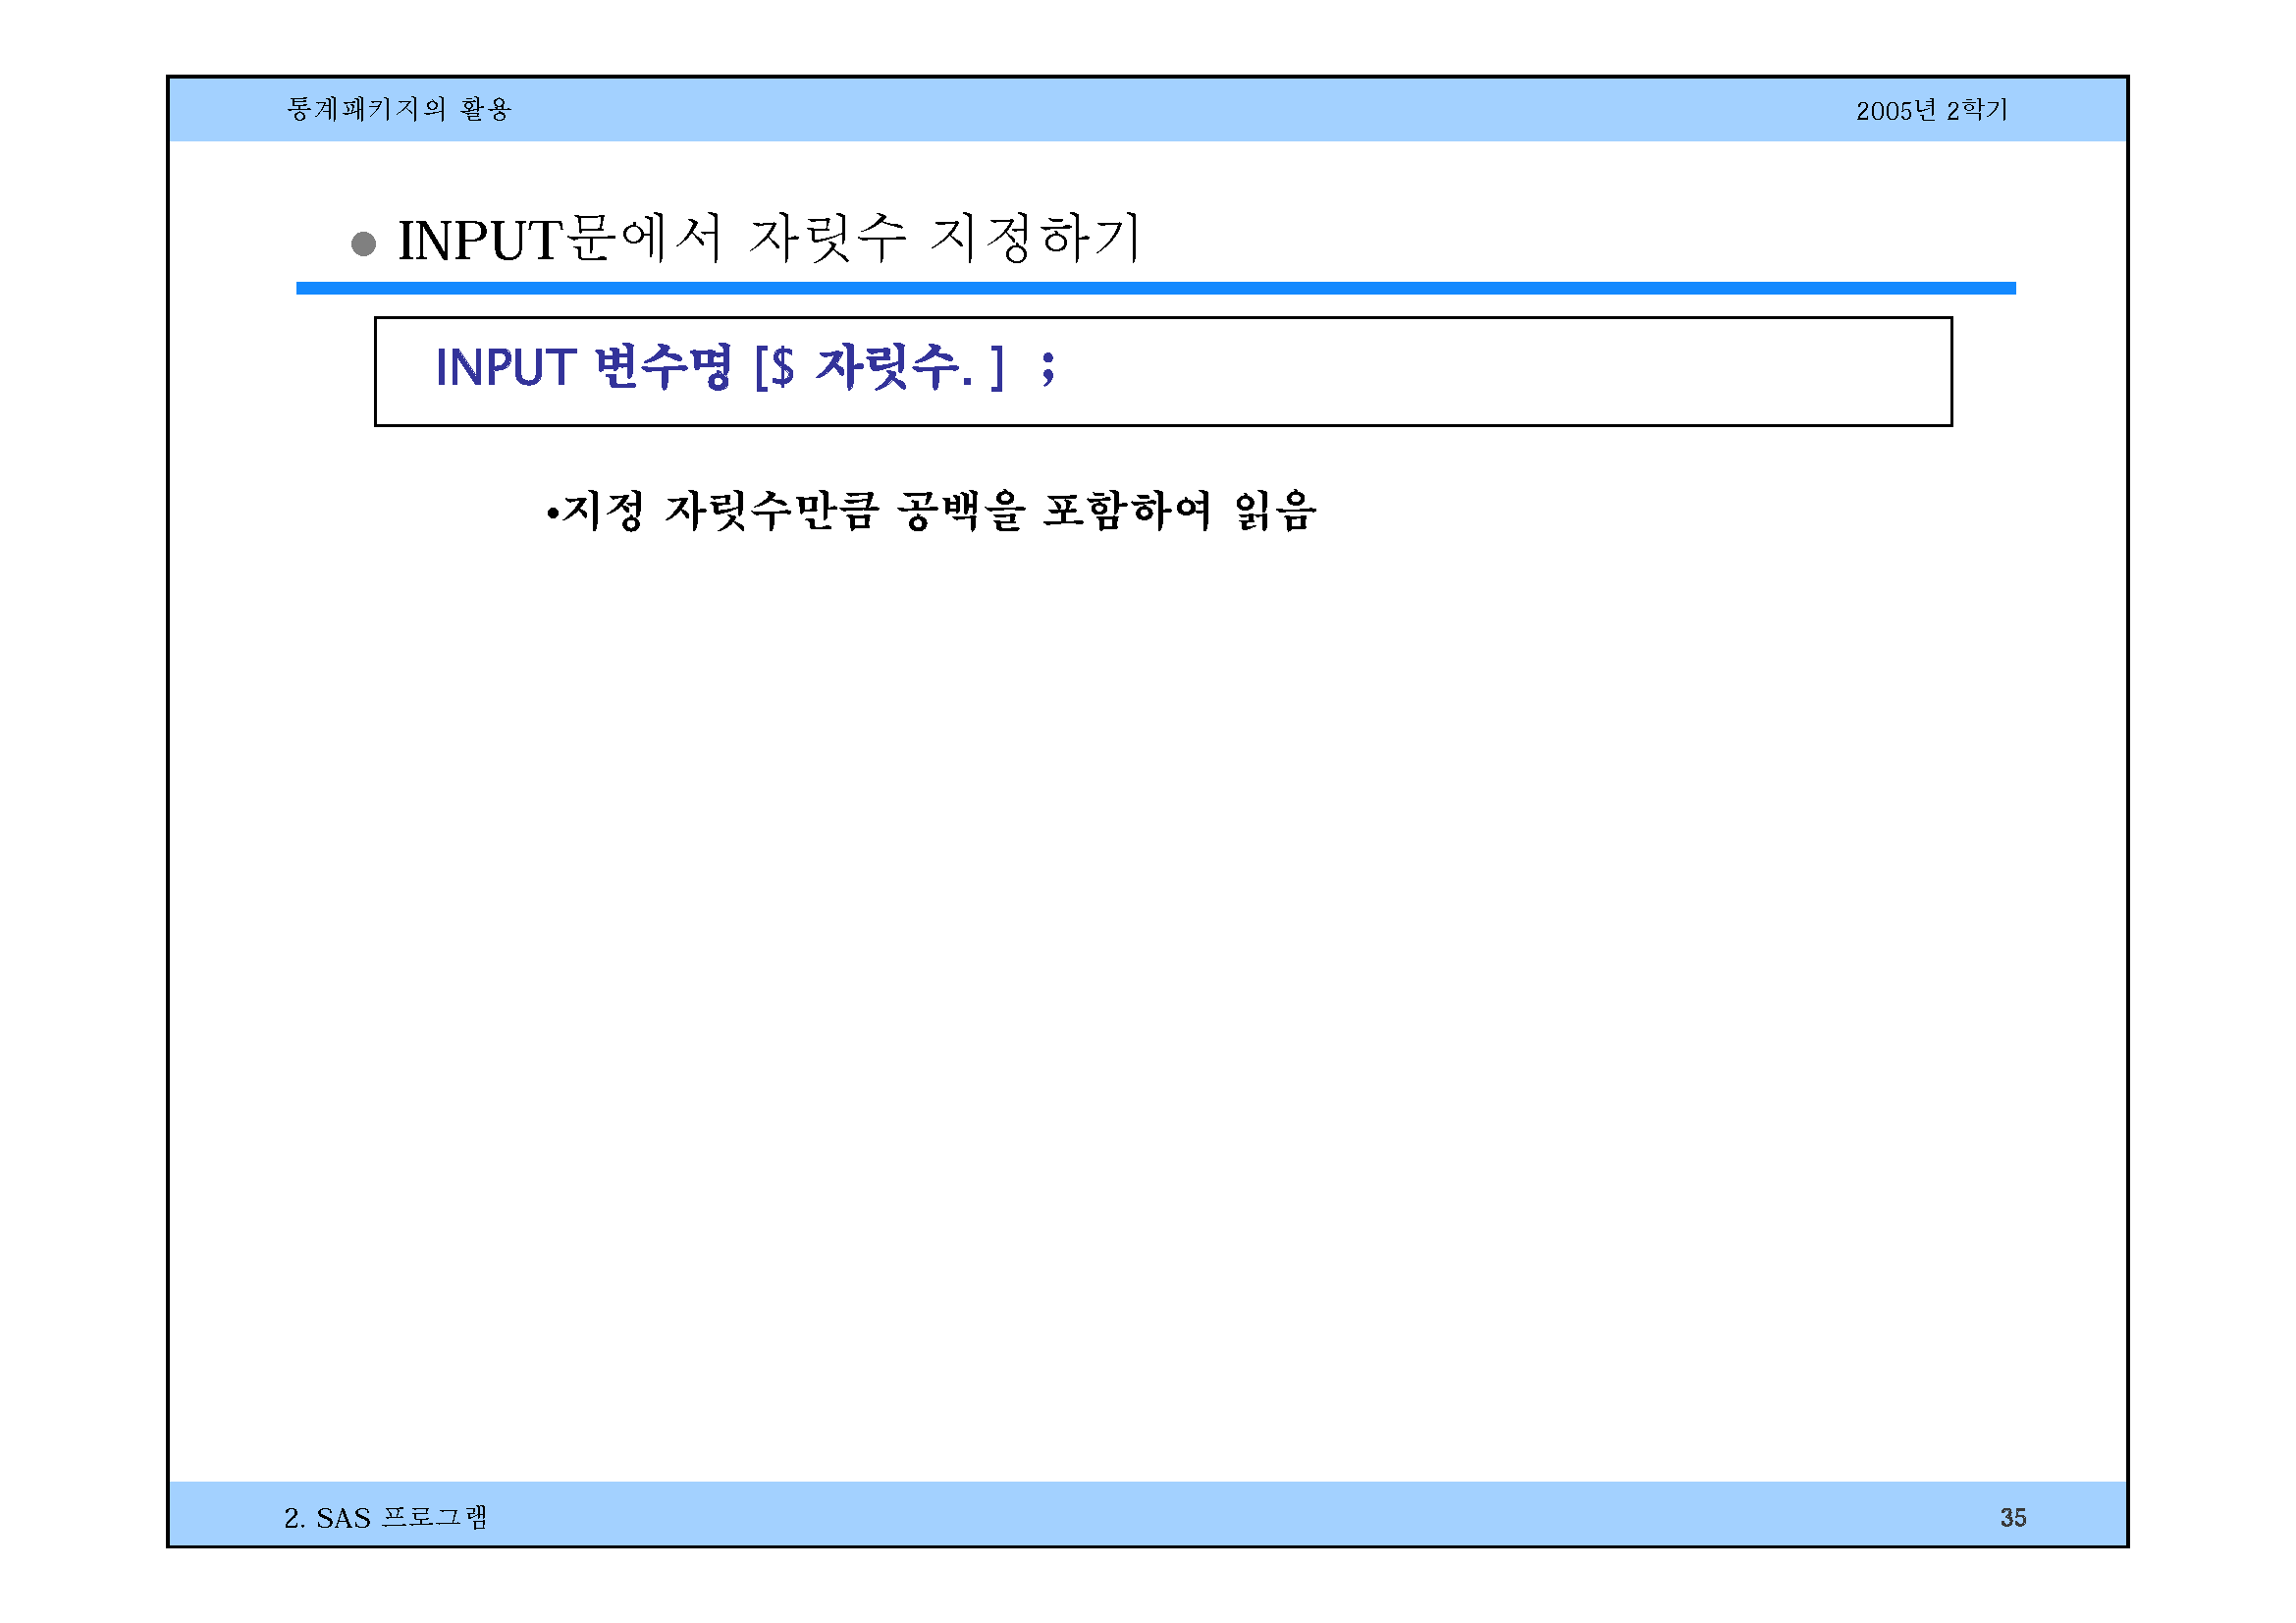 통계패키지의 활용
2005년 2학기
● INPUT문에서 자릿수 지정하기
INPUT 변수명 [$ 자릿수. ] ;
•지정 자릿수만큼 공백을 포함하여 읽음
2. SAS 프로그램
35